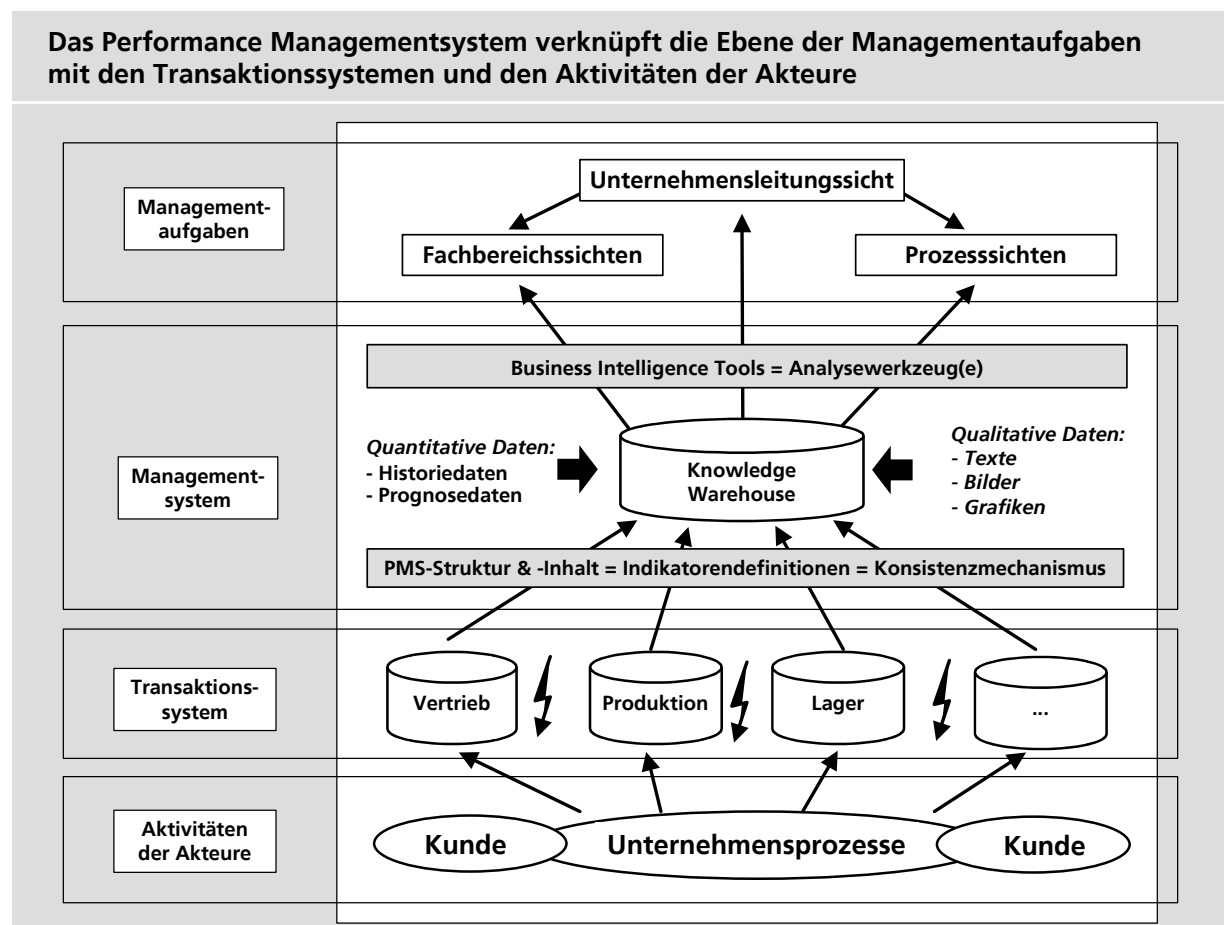 Das Performance Managementsystem verknüpft die Ebene der Managementaufgaben
mit den Transaktionssystemen und den Aktivitäten der Akteure
Management-
aufgaben
Unternehmensleitungssicht
Fachbereichssichten
Prozesssichten
Management-
system
Business Intelligence Tools = Analysewerkzeug(e)
Quantitative Daten:
- Historiedaten
- Prognosedaten
Knowledge
Warehouse
Qualitative Daten:
- Texte
- Bilder
- Grafiken
PMS-Struktur & -Inhalt = Indikatorendefinitionen = Konsistenzmechanismus
Transaktions-
system
Vertrieb
Produktion
Lager
...
Aktivitäten
der Akteure
Kunde
Unternehmensprozesse
Kunde